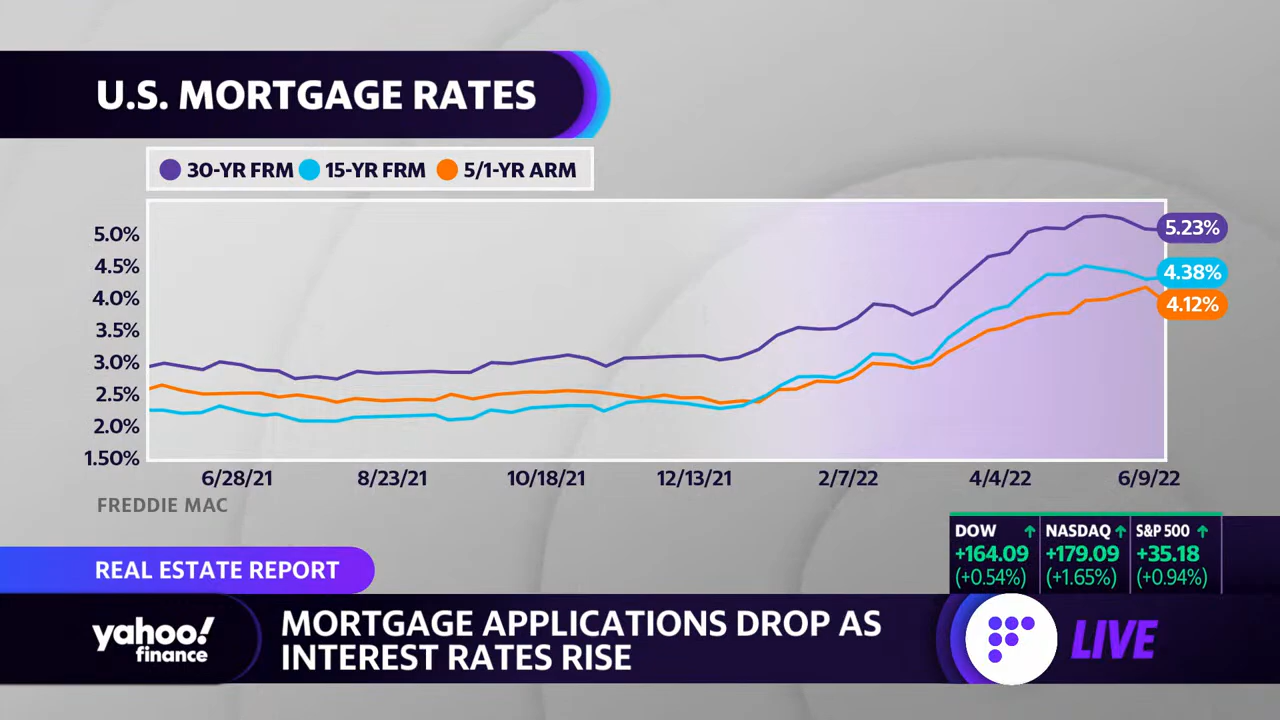 U.S. MORTGAGE RATES
30-YR FRM 15-YR FRM 5/1-YR ARM
5.0%
4.5%
4.0%
3.5%
3.0%
2.5%
2.0%
1.50%
5.23%
4.38%
4.12%
6/28/21 8/23/21 10/18/21 12/13/21 2/7/22 4/4/22 6/9/22
FREDDIE MAC
DOW NASDAQ S&P 500
+164.09 +179.09 +35.18
(+0.54%) (+1.65%) (+0.94%)
REAL ESTATE REPORT
yahoo!
finance
MORTGAGE APPLICATIONS DROP AS
INTEREST RATES RISE
LIVE